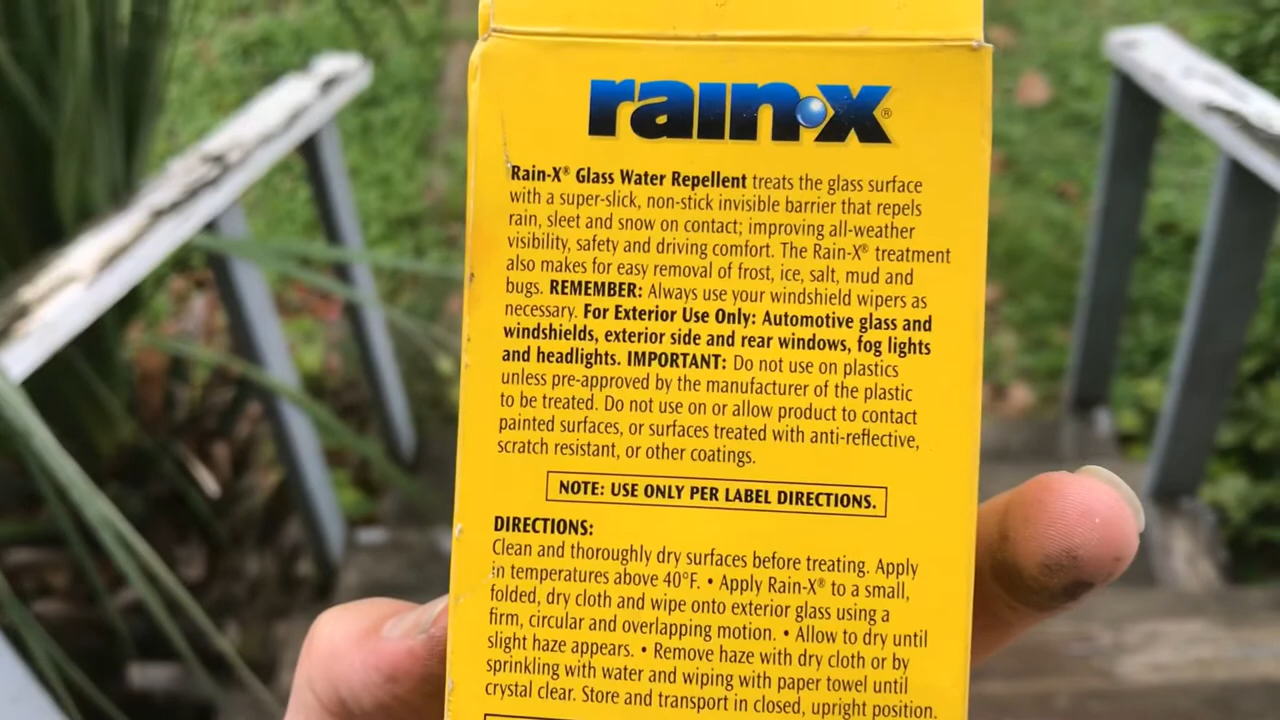 rain·x®
Rain-X® Glass Water Repellent treats the glass surface
with a super-slick, non-stick invisible barrier that repels
rain, sleet and snow on contact; improving all-weather
visibility, safety and driving comfort. The Rain-X® treatment
also makes for easy removal of frost, ice, salt, mud and
bugs. REMEMBER: Always use your windshield wipers as
necessary. For Exterior Use Only: Automotive glass and
windshields, exterior side and rear windows, fog lights
and headlights. IMPORTANT: Do not use on plastics
unless pre-approved by the manufacturer of the plastic
to be treated. Do not use on or allow product to contact
painted surfaces, or surfaces treated with anti-reflective,
scratch resistant, or other coatings.
NOTE: USE ONLY PER LABEL DIRECTIONS.
DIRECTIONS:
Clean and thoroughly dry surfaces before treating. Apply
in temperatures above 40°F. • Apply Rain-X® to a small,
folded, dry cloth and wipe onto exterior glass using a
firm, circular and overlapping motion. • Allow to dry until
slight haze appears. • Remove haze with dry cloth or by
sprinkling with water and wiping with paper towel until
crystal clear. Store and transport in closed, upright position.